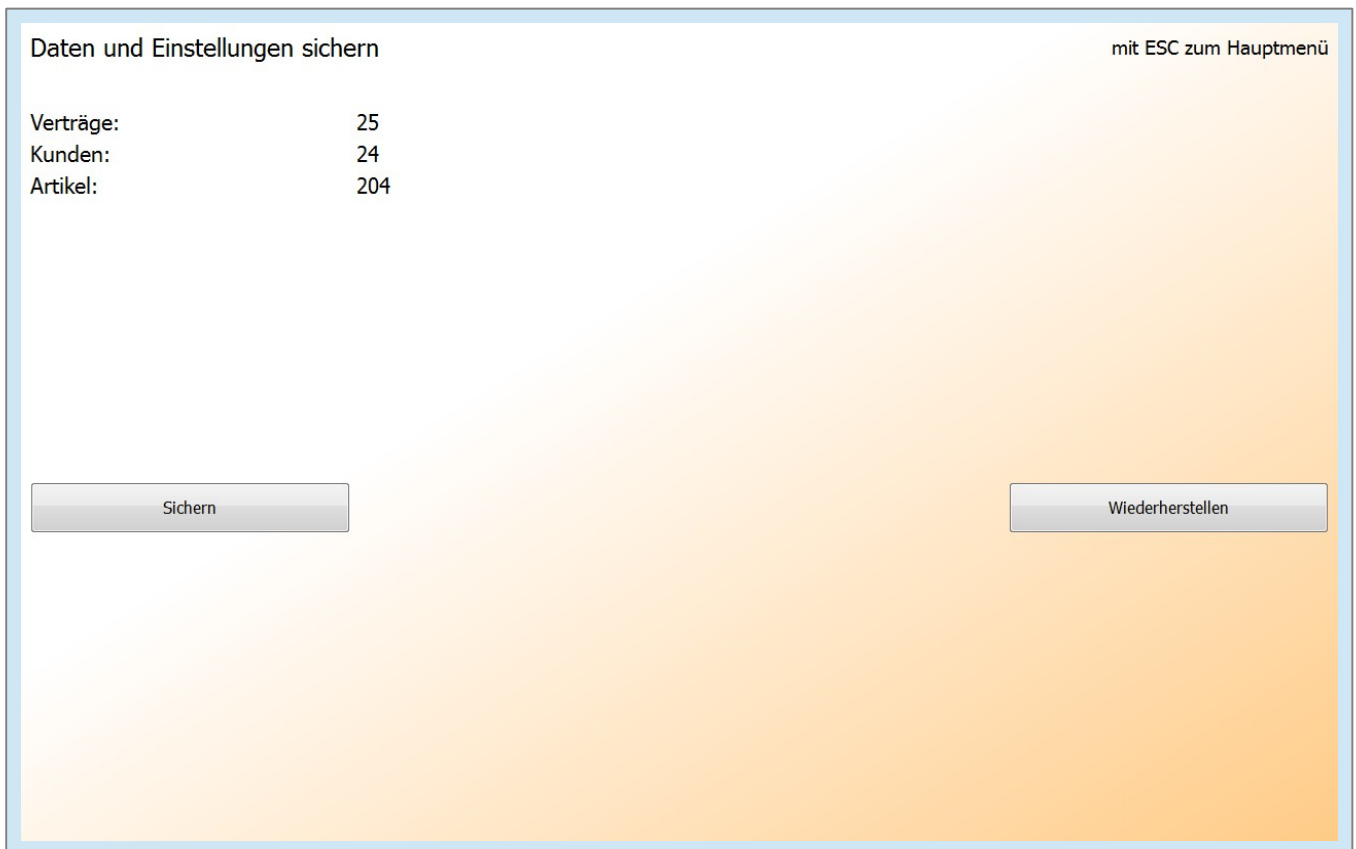 Daten und Einstellungen sichern mit ESC zum Hauptmenü
Verträge: 25
Kunden: 24
Artikel: 204
Sichern Wiederherstellen